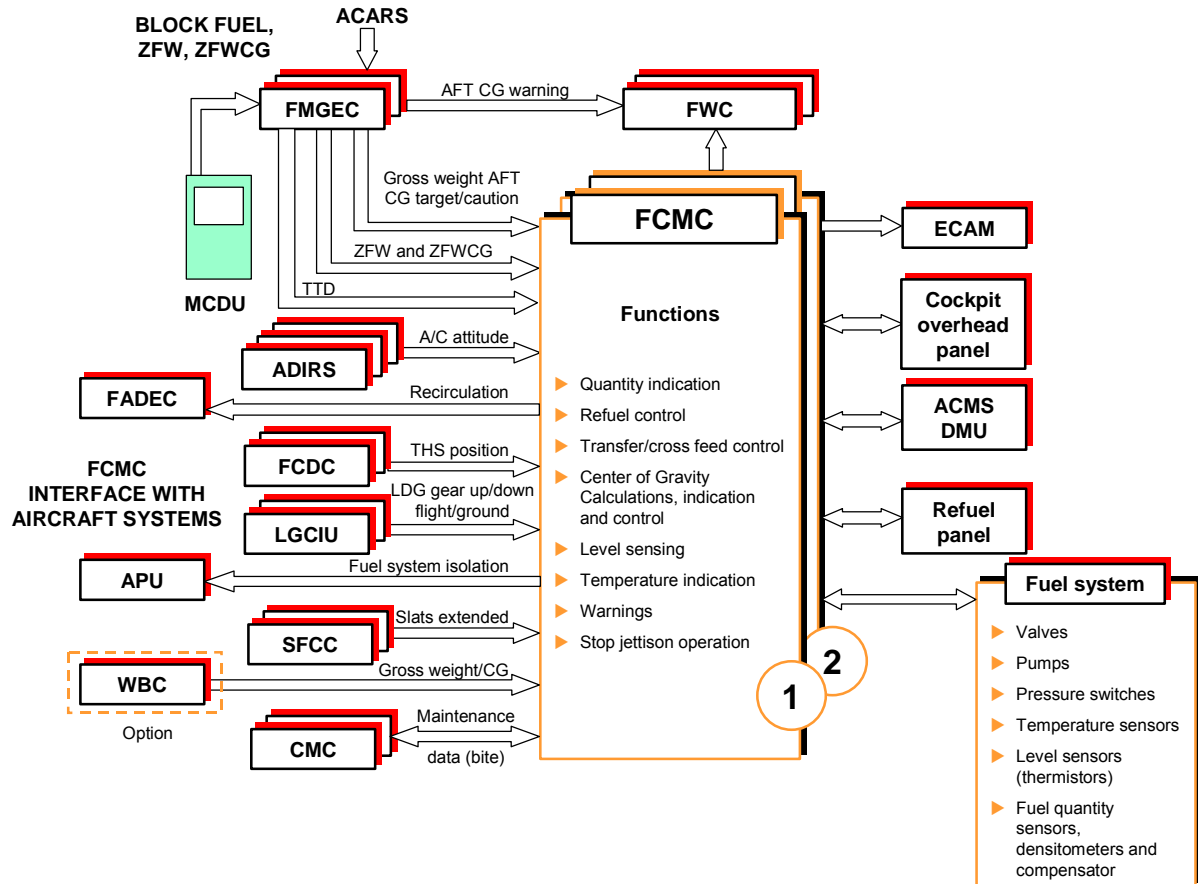 BLOCK FUEL,
ZFW, ZFWCG
ACARS
FMGEC
AFT CG warning
FWC
MCDU
Gross weight AFT
CG target/caution
ZFW and ZFWCG
TTD
FCMC
ECAM
Cockpit
overhead
panel
ACMS
DMU
Refuel
panel
ADIRS
A/C attitude
FADEC
Recirculation
FCDC
THS position
FCMC
INTERFACE WITH
AIRCRAFT SYSTEMS
LGCIU
LDG gear up/down
flight/ground
APU
Fuel system isolation
SFCC
Slats extended
WBC
Gross weight/CG
Option
CMC
Maintenance
data (bite)
Functions
Quantity indication
Refuel control
Transfer/cross feed control
Center of Gravity
Calculations, indication
and control
Level sensing
Temperature indication
Warnings
Stop jettison operation
1
2
Fuel system
Valves
Pumps
Pressure switches
Temperature sensors
Level sensors
(thermistors)
Fuel quantity
sensors,
densitometers and
compensator